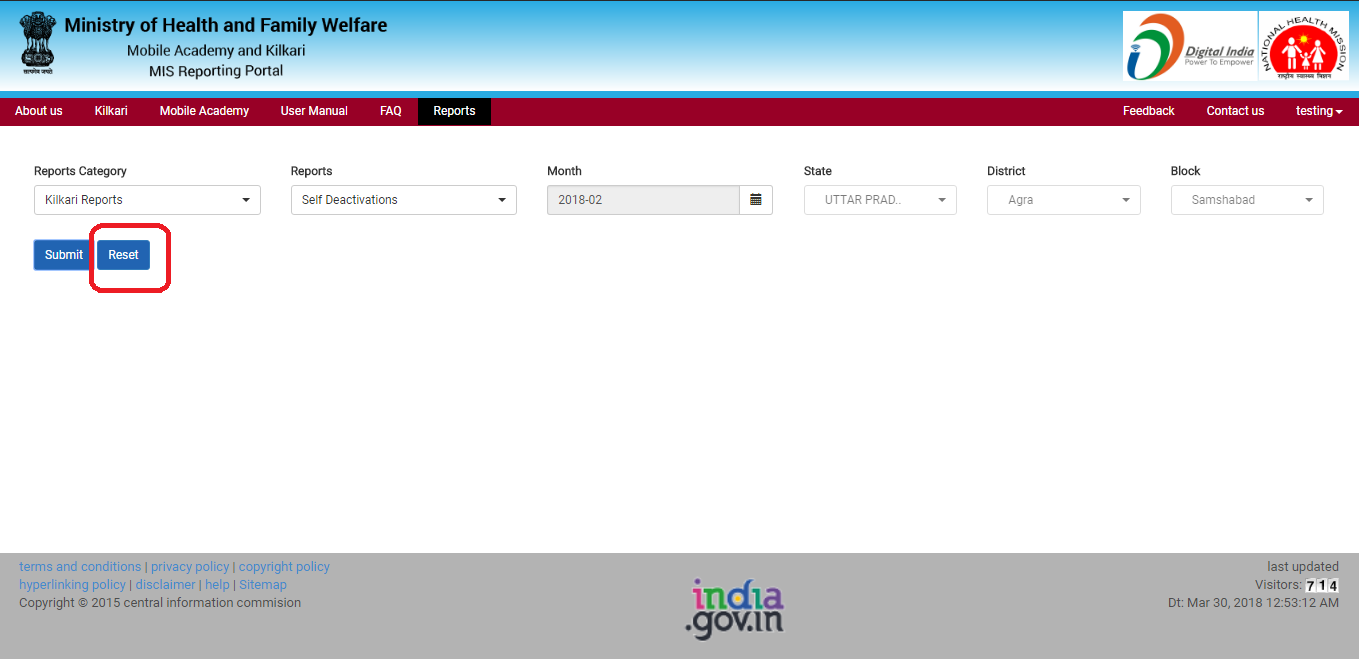 Ministry of Health and Family Welfare
Mobile Academy and Kilkari
MIS Reporting Portal
सत्यमेव जयते
Digital India
Power To Empower
NATIONAL HEALTH MISSION
राष्ट्रीय स्वास्थ्य मिशन
About us Kilkari Mobile Academy User Manual FAQ Reports Feedback Contact us testing
Reports Category Reports Month State District Block
Kilkari Reports Self Deactivations 2018-02 UTTAR PRAD.. Agra Samshabad
Submit Reset
terms and conditions | privacy policy | copyright policy
hyperlinking policy | disclaimer | help | Sitemap
Copyright © 2015 central information commision
india
.gov.in
last updated
Visitors: 714
Dt: Mar 30, 2018 12:53:12 AM